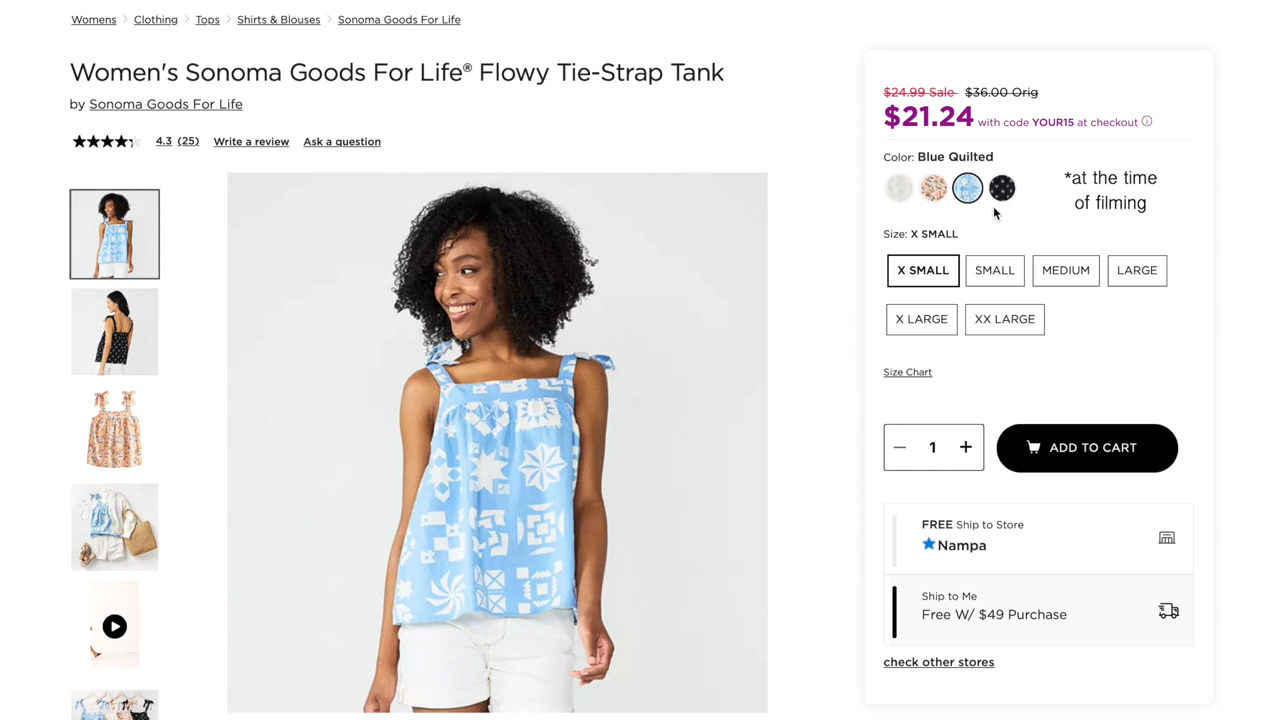 Womens > Clothing > Tops > Shirts & Blouses > Sonoma Goods For Life
Women's Sonoma Goods For Life® Flowy Tie-Strap Tank
by Sonoma Goods For Life
4.3 (25) Write a review Ask a question
$24.99 Sale $36.00 Orig
$21.24 with code YOUR15 at checkout
Color: Blue Quilted
*at the time
of filming
Size: X SMALL
X SMALL SMALL MEDIUM LARGE
X LARGE XX LARGE
Size Chart
1
ADD TO CART
FREE Ship to Store
Nampa
Ship to Me
Free W/ $49 Purchase
check other stores